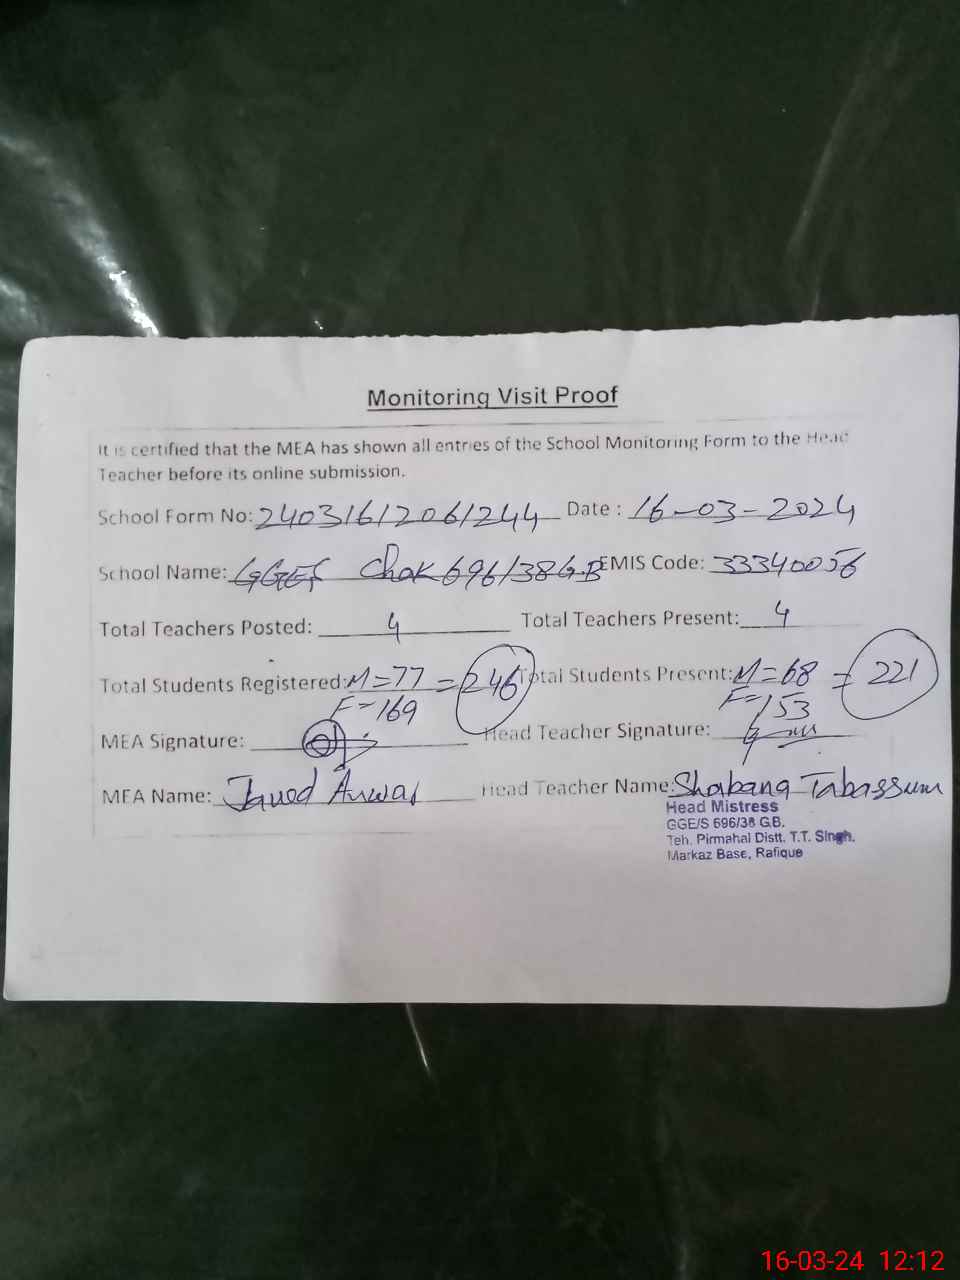 Monitoring Visit Proof
It is certified that the MEA has shown all entries of the School Monitoring Form to the Head
Teacher before its online submission.
School Form No: 24031612061244 Date : 16-03-2024
School Name: GGES Chak 696/38G.B EMIS Code: 33340056
Total Teachers Posted: 4 Total Teachers Present: 4
Total Students Registered: M=77 = 246 Total Students Present: M=68 = 221
F=169 F=153
MEA Signature: Head Teacher Signature:
MEA Name: Javed Anwar Head Teacher Name: Shabana Tabassum
Head Mistress
GGE/S 696/38 G.B.
Teh. Pirmahal Distt. T.T. Singh.
Markaz Base, Rafique
16-03-24 12:12